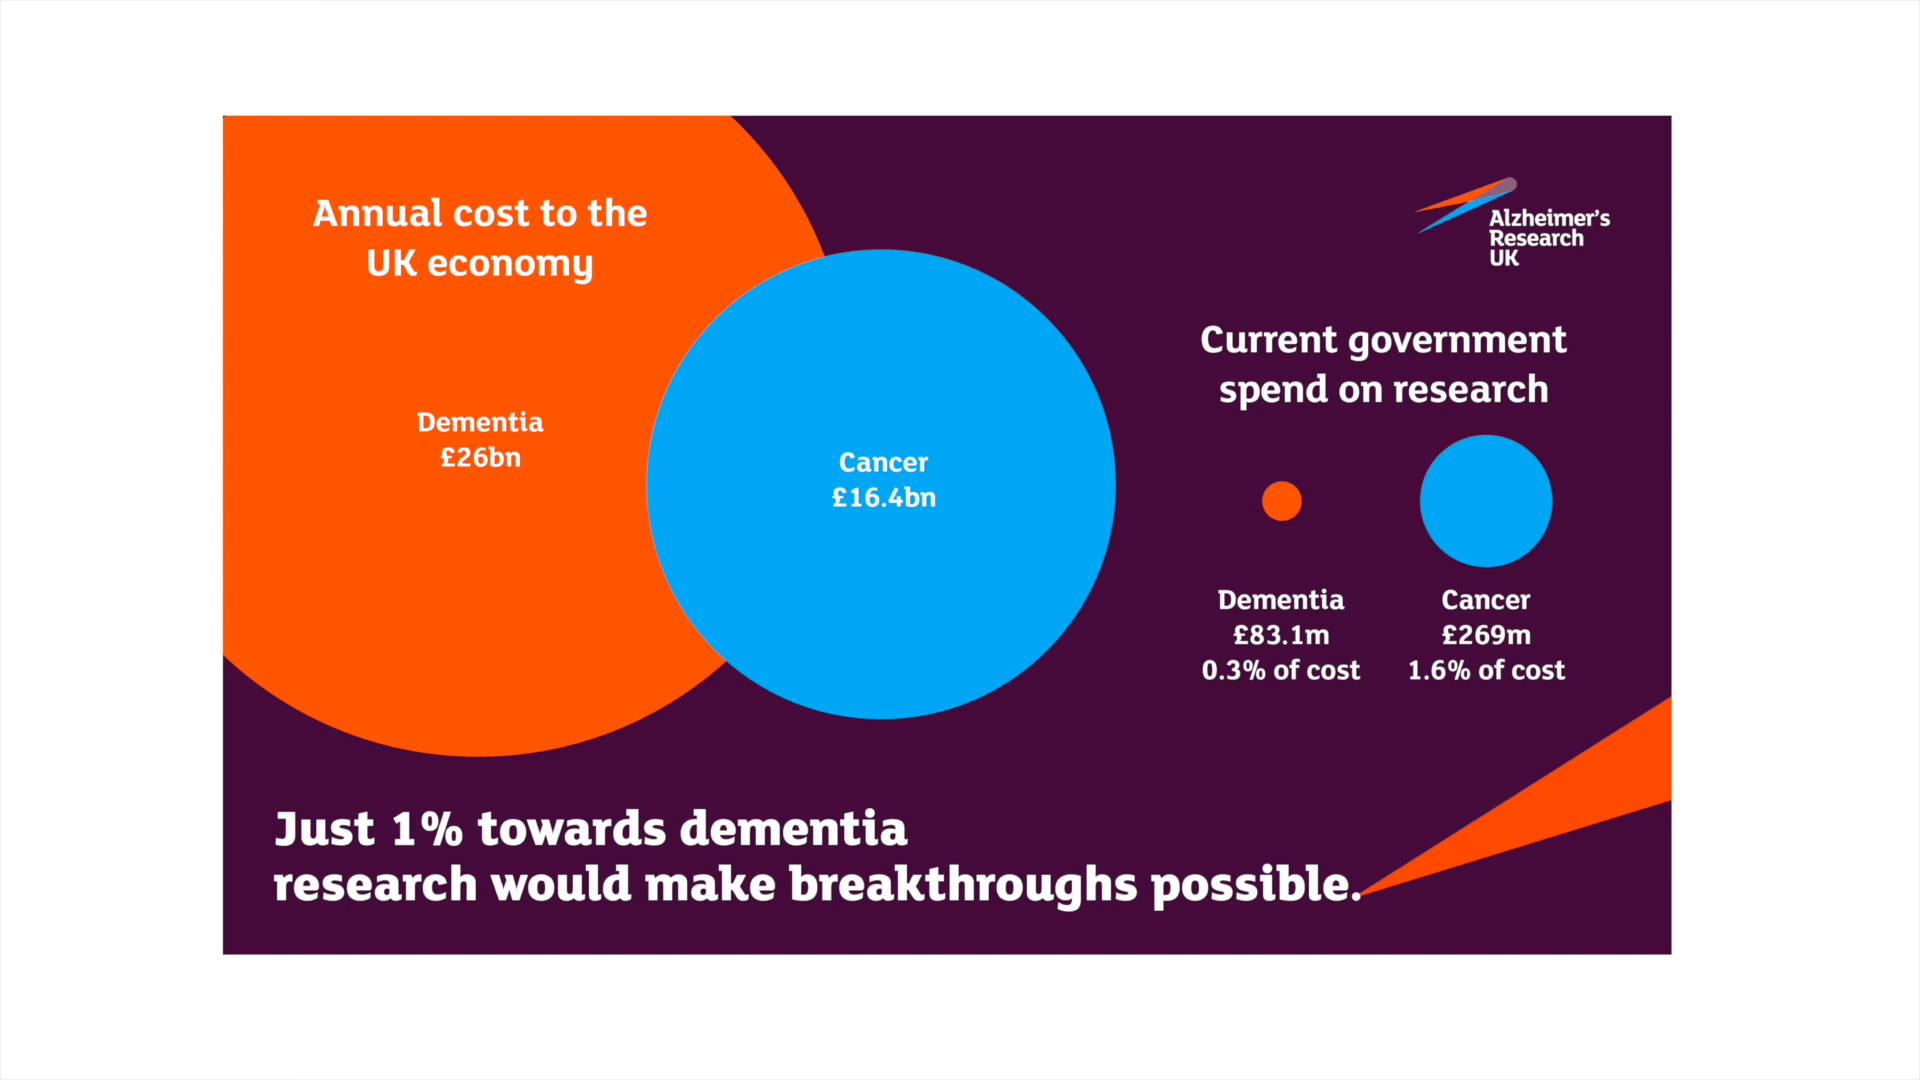 Annual cost to the
UK economy
Dementia
£26bn
Cancer
£16.4bn
Alzheimer's
Research
UK
Current government
spend on research
Dementia
£83.1m
0.3% of cost
Cancer
£269m
1.6% of cost
Just 1% towards dementia
research would make breakthroughs possible.